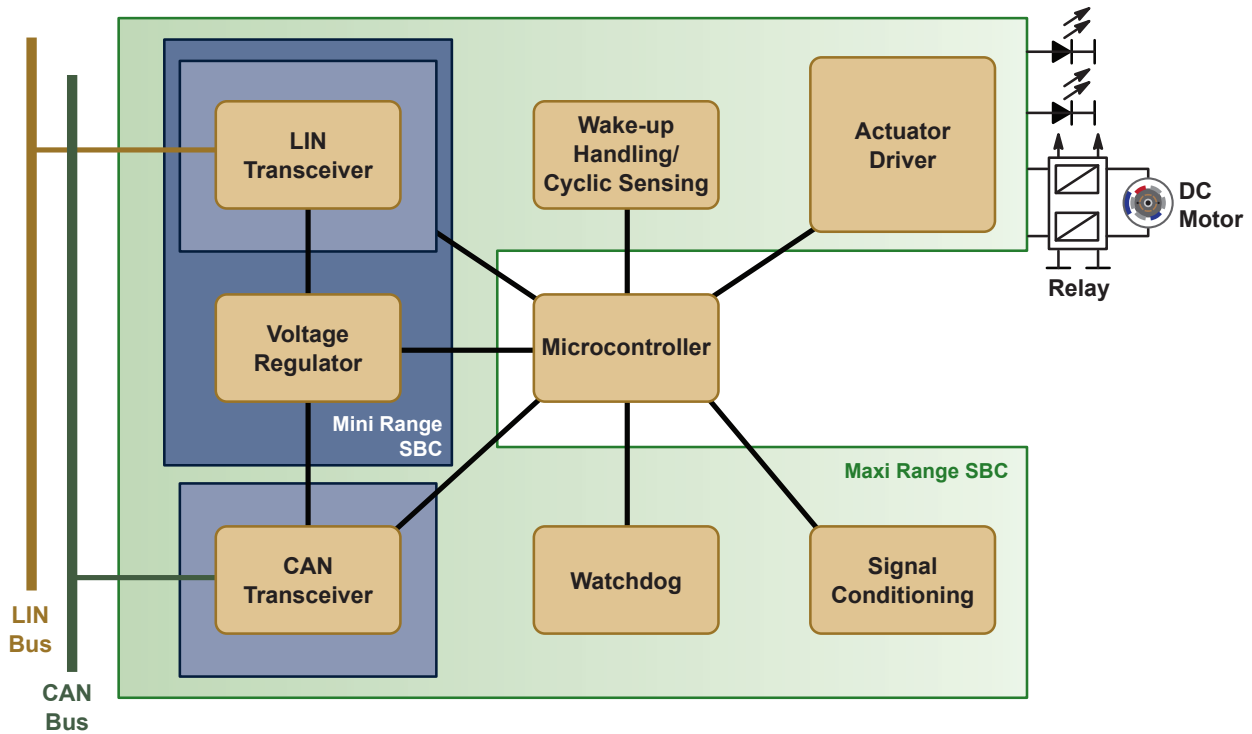 LIN
Transceiver
Wake-up
Handling/
Cyclic Sensing
Actuator
Driver
DC
Motor
Relay
Voltage
Regulator
Microcontroller
Mini Range
SBC
Maxi Range SBC
CAN
Transceiver
Watchdog
Signal
Conditioning
LIN
Bus
CAN
Bus